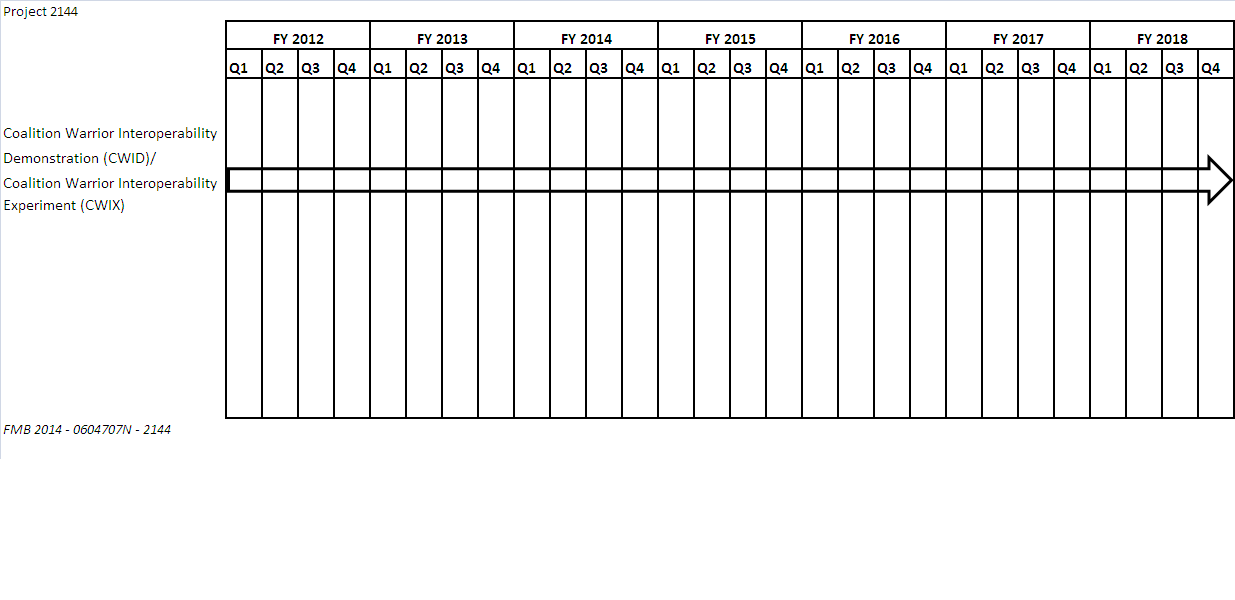 Project 2144
FY 2012 FY 2013 FY 2014 FY 2015 FY 2016 FY 2017 FY 2018
Q1 Q2 Q3 Q4 Q1 Q2 Q3 Q4 Q1 Q2 Q3 Q4 Q1 Q2 Q3 Q4 Q1 Q2 Q3 Q4 Q1 Q2 Q3 Q4 Q1 Q2 Q3 Q4
Coalition Warrior Interoperability
Demonstration (CWID)/
Coalition Warrior Interoperability
Experiment (CWIX)
FMB 2014 - 0604707N - 2144